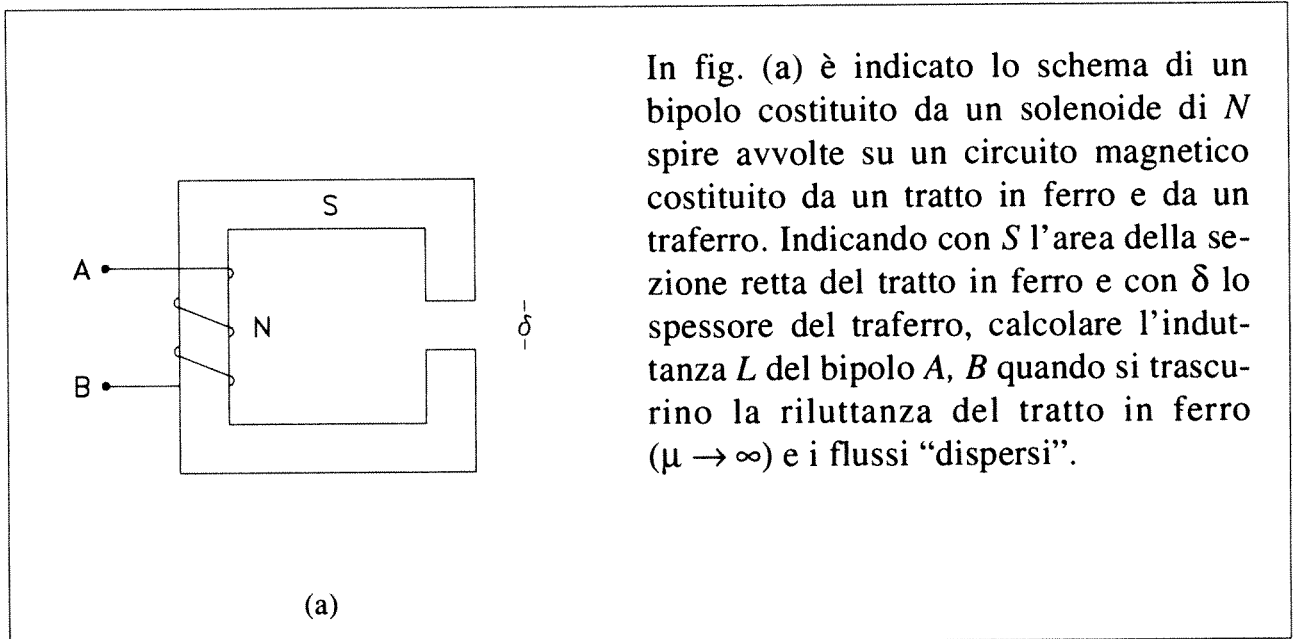 In fig. (a) è indicato lo schema di un
bipolo costituito da un solenoide di N
spire avvolte su un circuito magnetico
costituito da un tratto in ferro e da un
traferro. Indicando con S l'area della se-
zione retta del tratto in ferro e con δ lo
spessore del traferro, calcolare l'indut-
tanza L del bipolo A, B quando si trascu-
rino la riluttanza del tratto in ferro
(μ → ∞) e i flussi “dispersi”.
S
A
N
δ
B
(a)